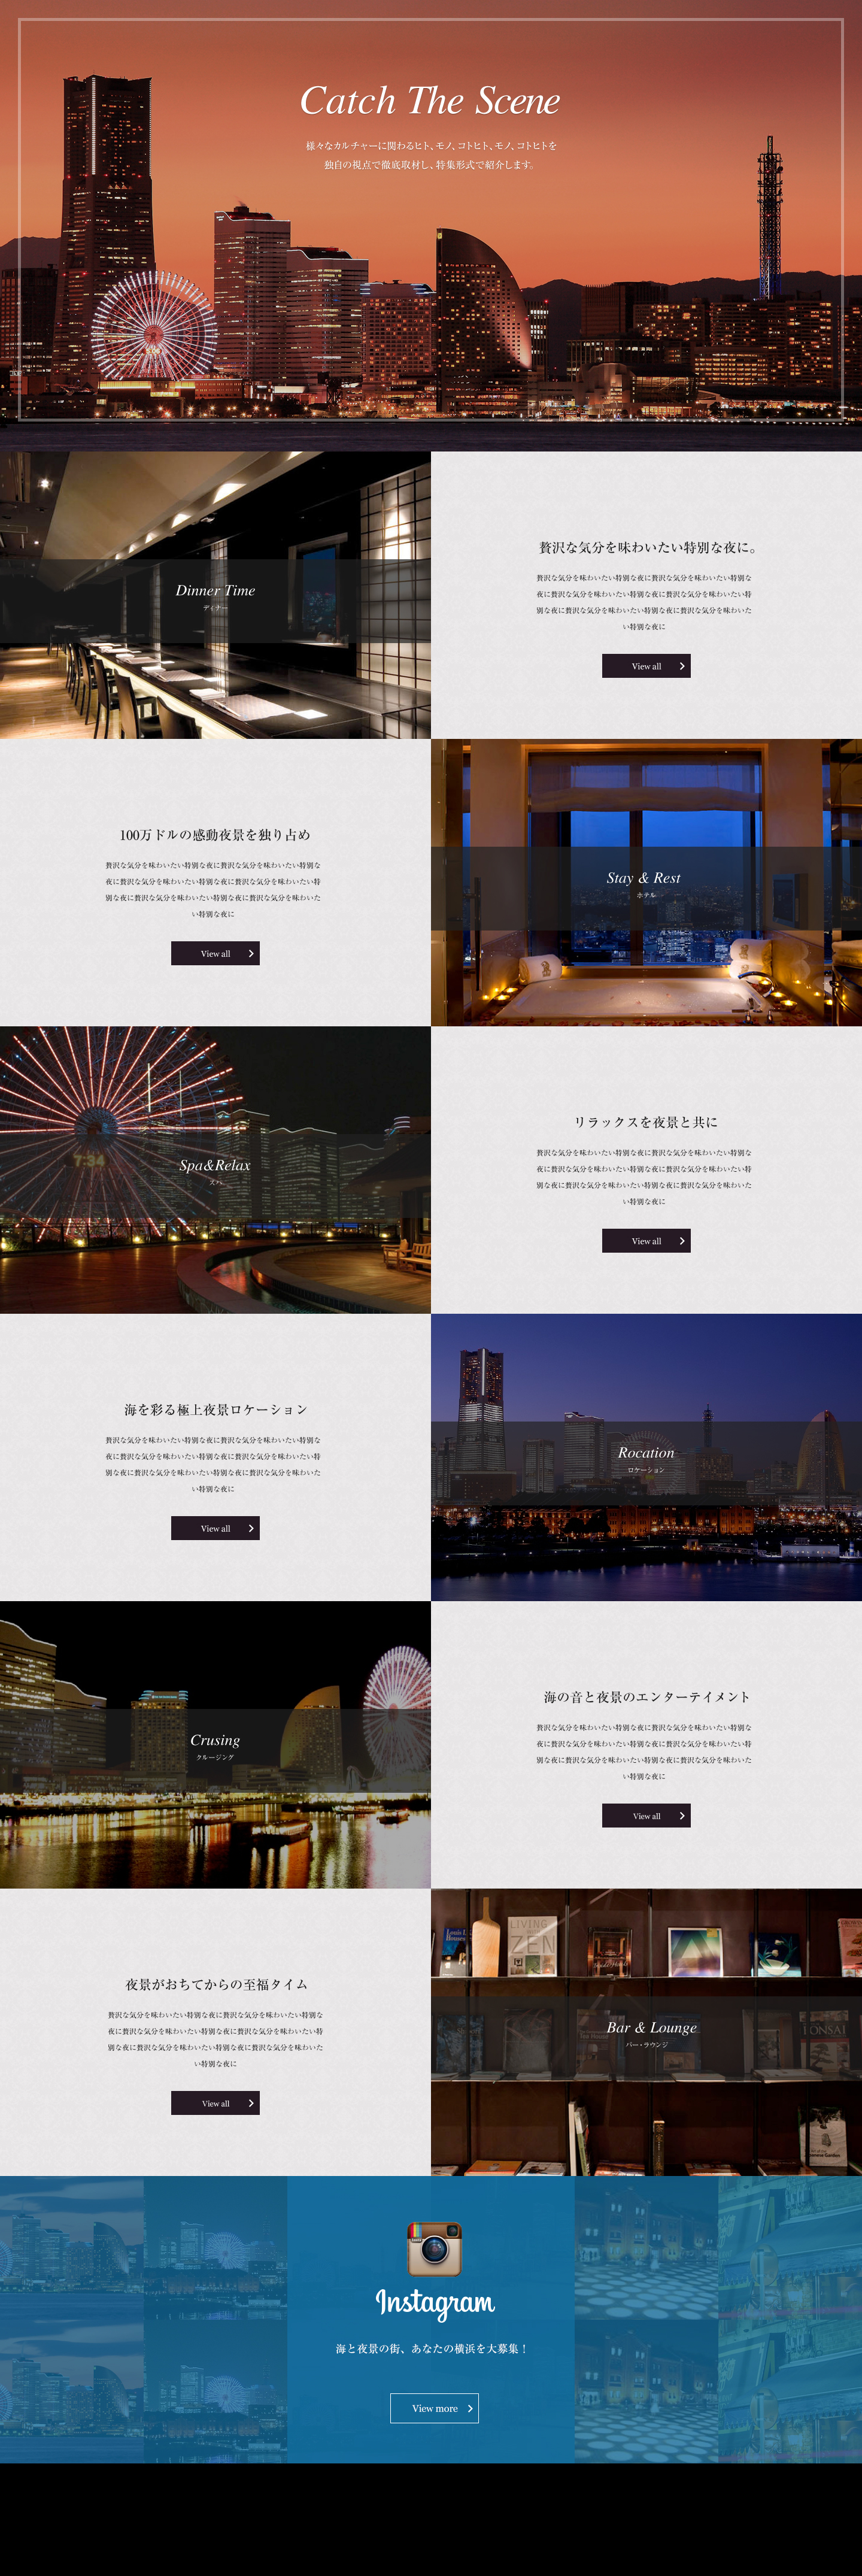 Catch The Scene
様々なカルチャーに関わるヒト、モノ、コトヒト、モノ、コトヒトを
独自の視点で徹底取材し、特集形式で紹介します。
Dinner Time
ディナー
贅沢な気分を味わいたい特別な夜に。
贅沢な気分を味わいたい特別な夜に贅沢な気分を味わいたい特別な
夜に贅沢な気分を味わいたい特別な夜に贅沢な気分を味わいたい特
別な夜に贅沢な気分を味わいたい特別な夜に贅沢な気分を味わいた
い特別な夜に
View all
100万ドルの感動夜景を独り占め
贅沢な気分を味わいたい特別な夜に贅沢な気分を味わいたい特別な
夜に贅沢な気分を味わいたい特別な夜に贅沢な気分を味わいたい特
別な夜に贅沢な気分を味わいたい特別な夜に贅沢な気分を味わいた
い特別な夜に
View all
Stay & Rest
ホテル
7:34
Spa&Relax
スパ
リラックスを夜景と共に
贅沢な気分を味わいたい特別な夜に贅沢な気分を味わいたい特別な
夜に贅沢な気分を味わいたい特別な夜に贅沢な気分を味わいたい特
別な夜に贅沢な気分を味わいたい特別な夜に贅沢な気分を味わいた
い特別な夜に
View all
海を彩る極上夜景ロケーション
贅沢な気分を味わいたい特別な夜に贅沢な気分を味わいたい特別な
夜に贅沢な気分を味わいたい特別な夜に贅沢な気分を味わいたい特
別な夜に贅沢な気分を味わいたい特別な夜に贅沢な気分を味わいた
い特別な夜に
View all
Rocation
ロケーション
Crusing
クルージング
海の音と夜景のエンターテイメント
贅沢な気分を味わいたい特別な夜に贅沢な気分を味わいたい特別な
夜に贅沢な気分を味わいたい特別な夜に贅沢な気分を味わいたい特
別な夜に贅沢な気分を味わいたい特別な夜に贅沢な気分を味わいた
い特別な夜に
View all
夜景がおちてからの至福タイム
贅沢な気分を味わいたい特別な夜に贅沢な気分を味わいたい特別な
夜に贅沢な気分を味わいたい特別な夜に贅沢な気分を味わいたい特
別な夜に贅沢な気分を味わいたい特別な夜に贅沢な気分を味わいた
い特別な夜に
View all
LIVING
ZEN
Bar & Lounge
バー・ラウンジ
Instagram
海と夜景の街、あなたの横浜を大募集！
View more